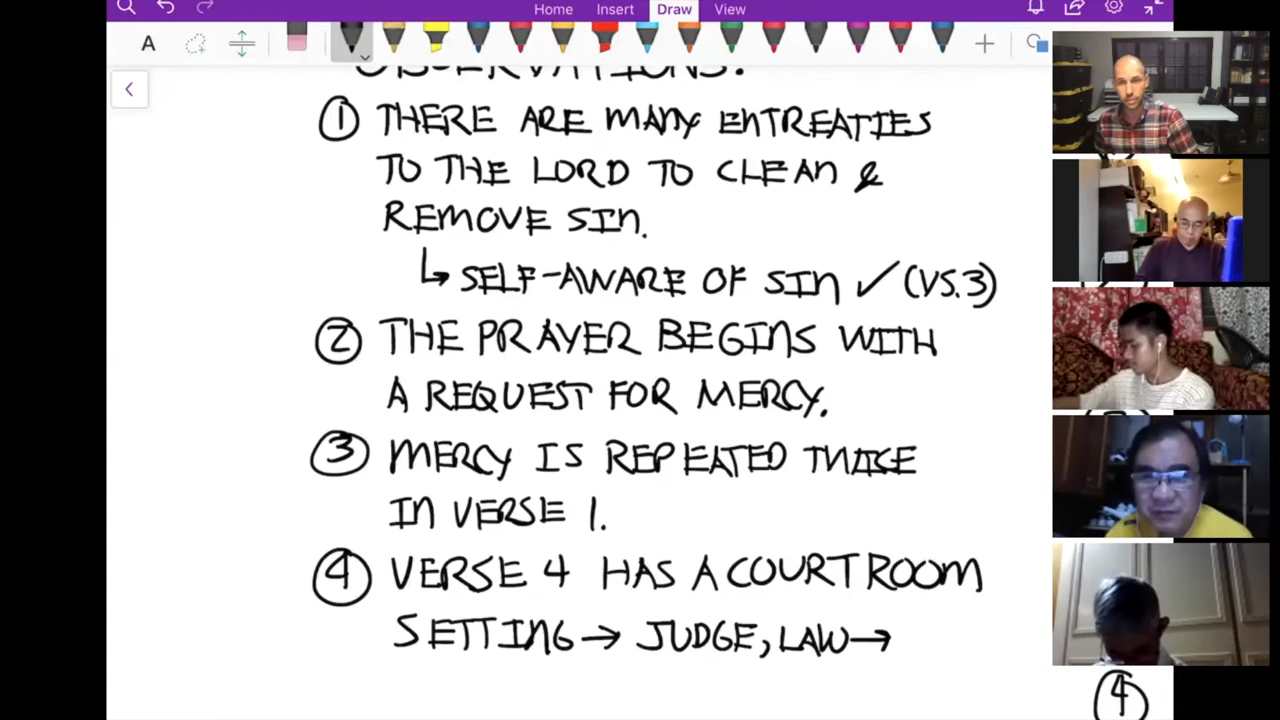 Home Insert Draw View
A
OBSERVATIONS:
① THERE ARE MANY ENTREATIES
TO THE LORD TO CLEAN &
REMOVE SIN.
↳ SELF-AWARE OF SIN ✓ (VS.3)
② THE PRAYER BEGINS WITH
A REQUEST FOR MERCY.
③ MERCY IS REPEATED TWICE
IN VERSE 1.
④ VERSE 4 HAS A COURTROOM
SETTING → JUDGE, LAW →
④